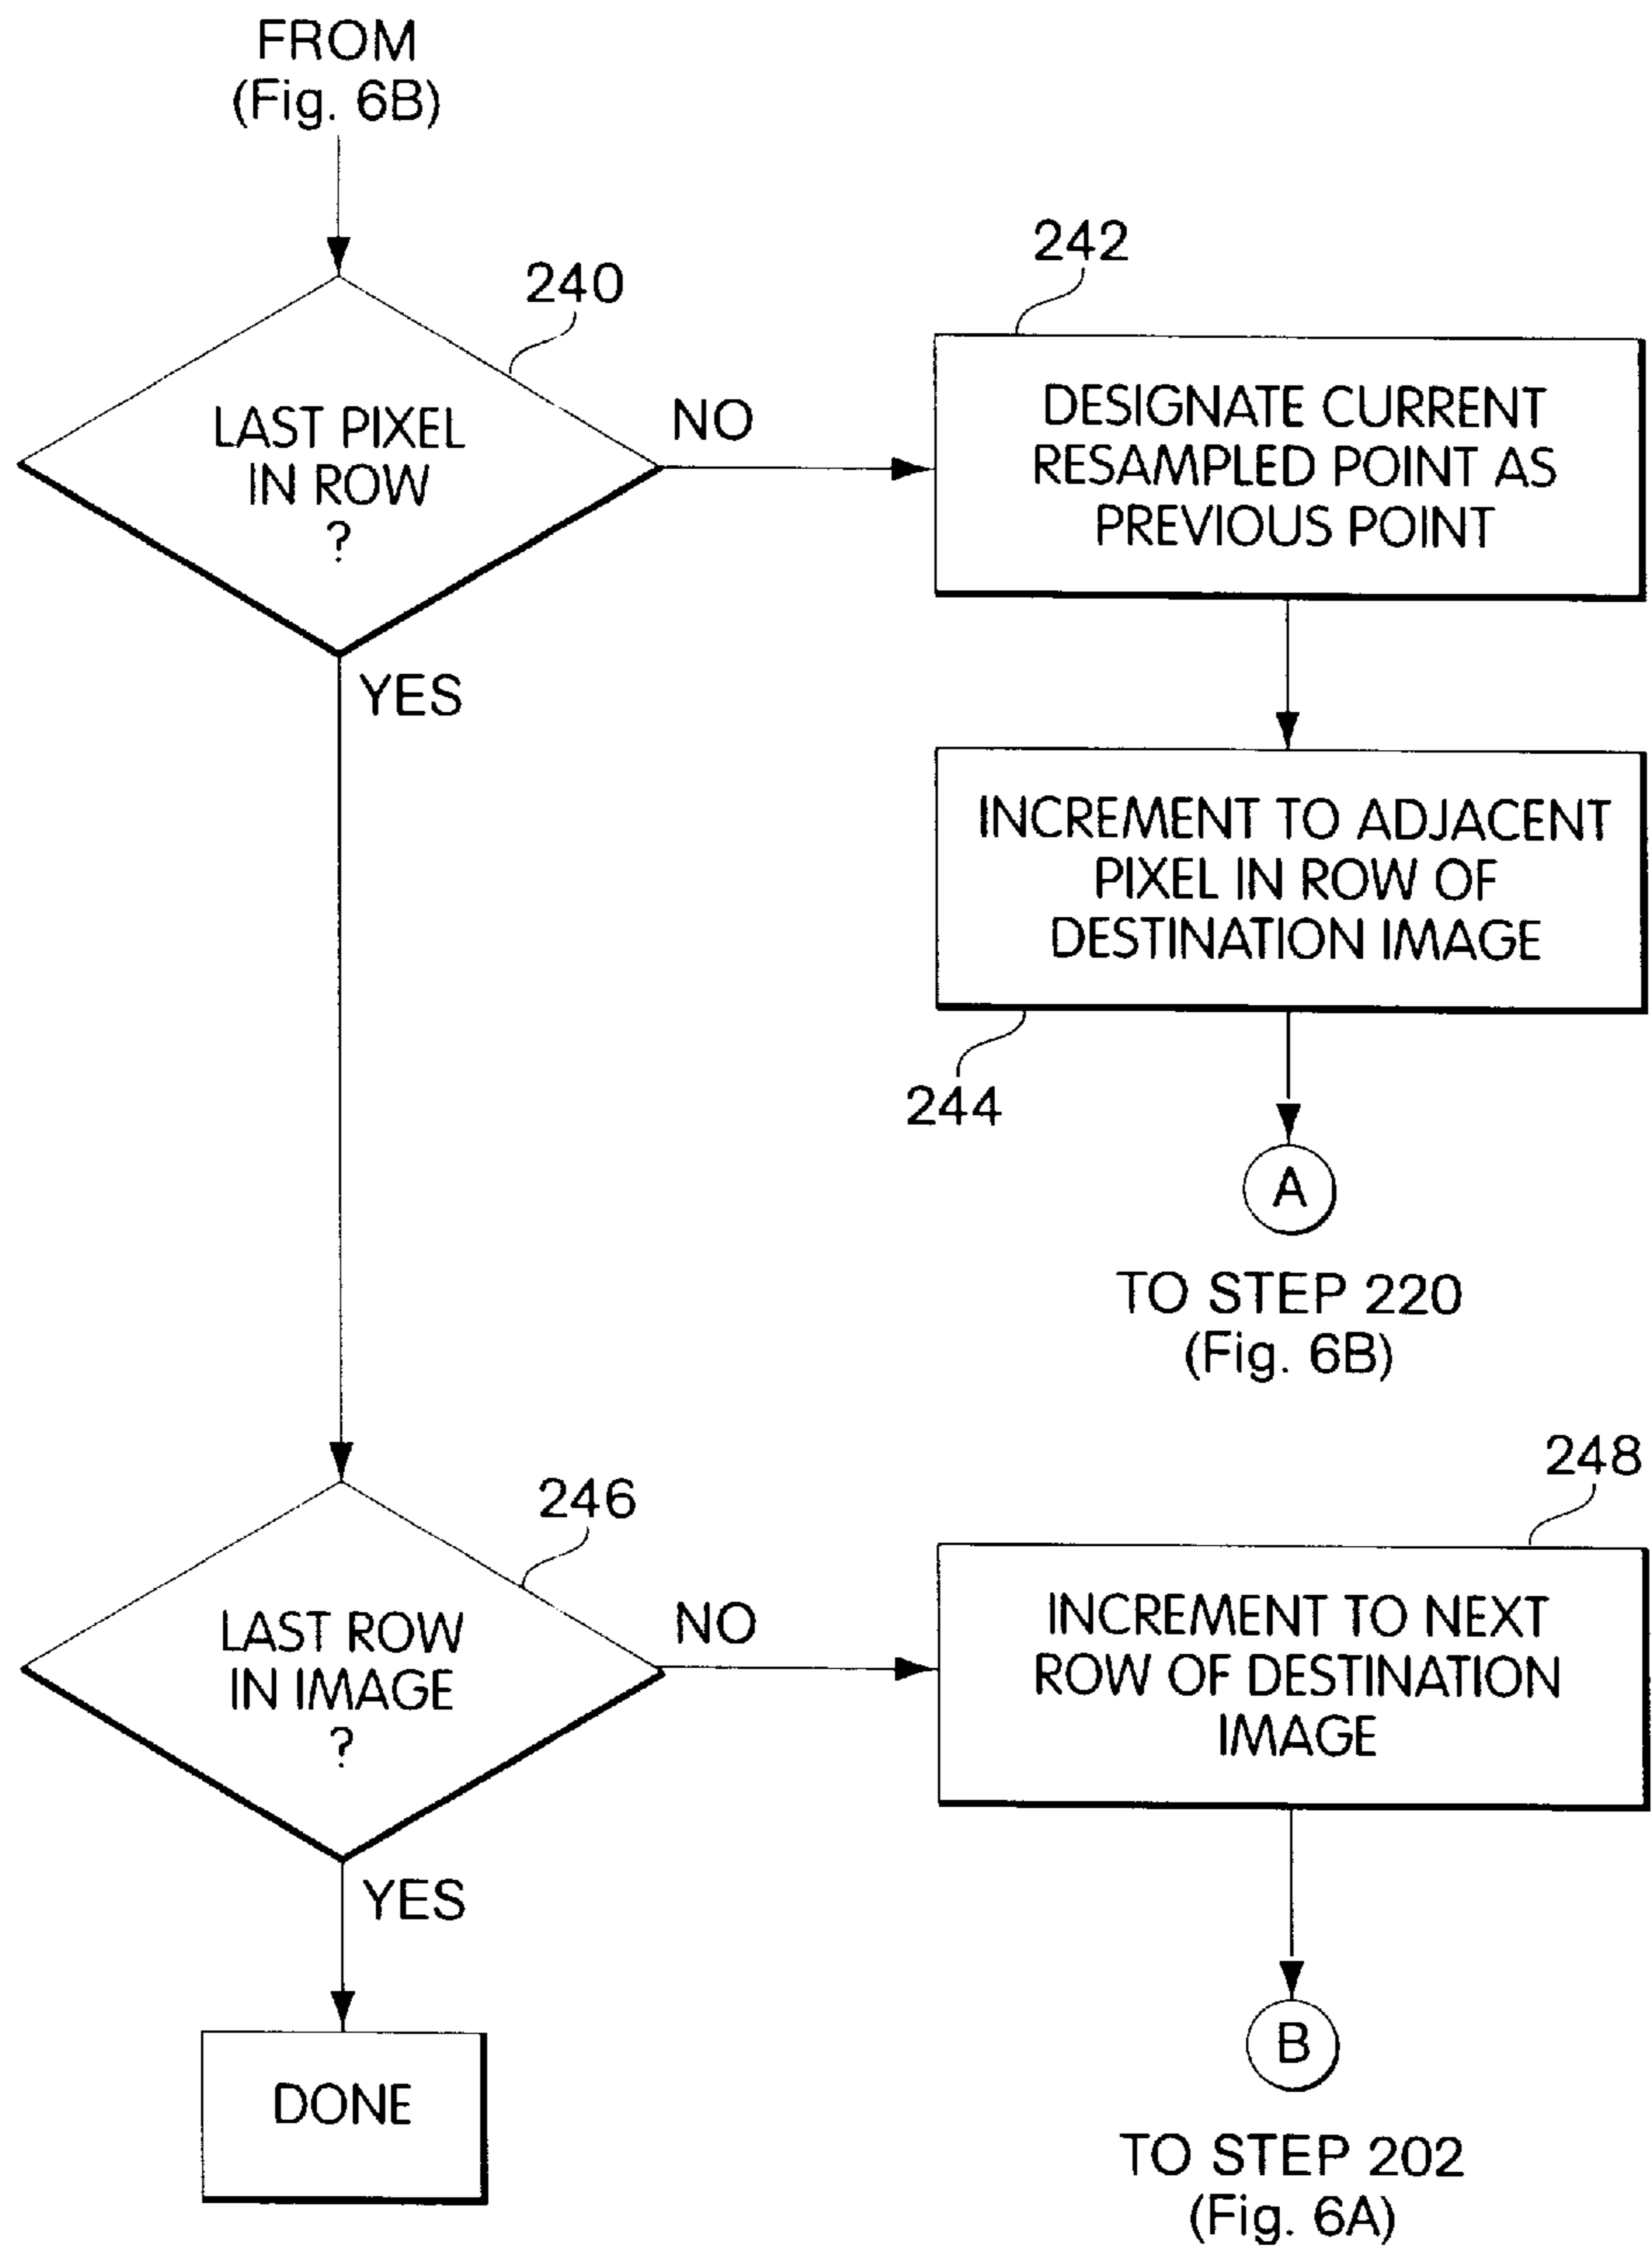 FROM
(Fig. 6B)
240
LAST PIXEL
IN ROW
?
NO
YES
242
DESIGNATE CURRENT
RESAMPLED POINT AS
PREVIOUS POINT
INCREMENT TO ADJACENT
PIXEL IN ROW OF
DESTINATION IMAGE
244
A
TO STEP 220
(Fig. 6B)
246
LAST ROW
IN IMAGE
?
NO
YES
248
INCREMENT TO NEXT
ROW OF DESTINATION
IMAGE
B
TO STEP 202
(Fig. 6A)
DONE